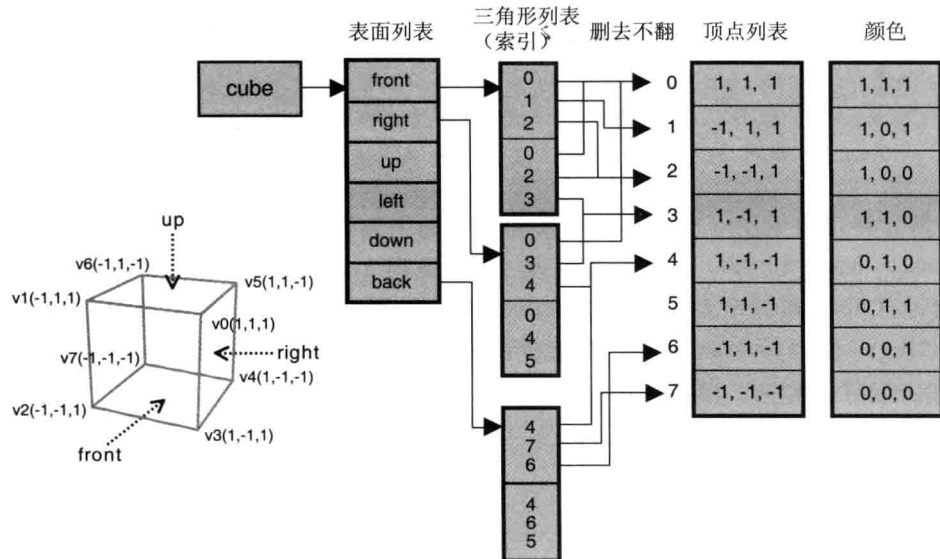 表面列表
三角形列表
(索引)
删去不翻
顶点列表
颜色
cube
front
right
up
left
down
back
0
1
2
0
2
3
0
3
4
0
4
5
4
7
6
4
6
5
0
1
2
3
4
5
6
7
1, 1, 1
-1, 1, 1
-1, -1, 1
1, -1, 1
1, -1, -1
1, 1, -1
-1, 1, -1
-1, -1, -1
1, 1, 1
1, 0, 1
1, 0, 0
1, 1, 0
0, 1, 0
0, 1, 1
0, 0, 1
0, 0, 0
up
v6(-1,1,-1)
v5(1,1,-1)
v1(-1,1,1)
v0(1,1,1)
v7(-1,-1,-1)
right
v4(1,-1,-1)
v2(-1,-1,1)
v3(1,-1,1)
front